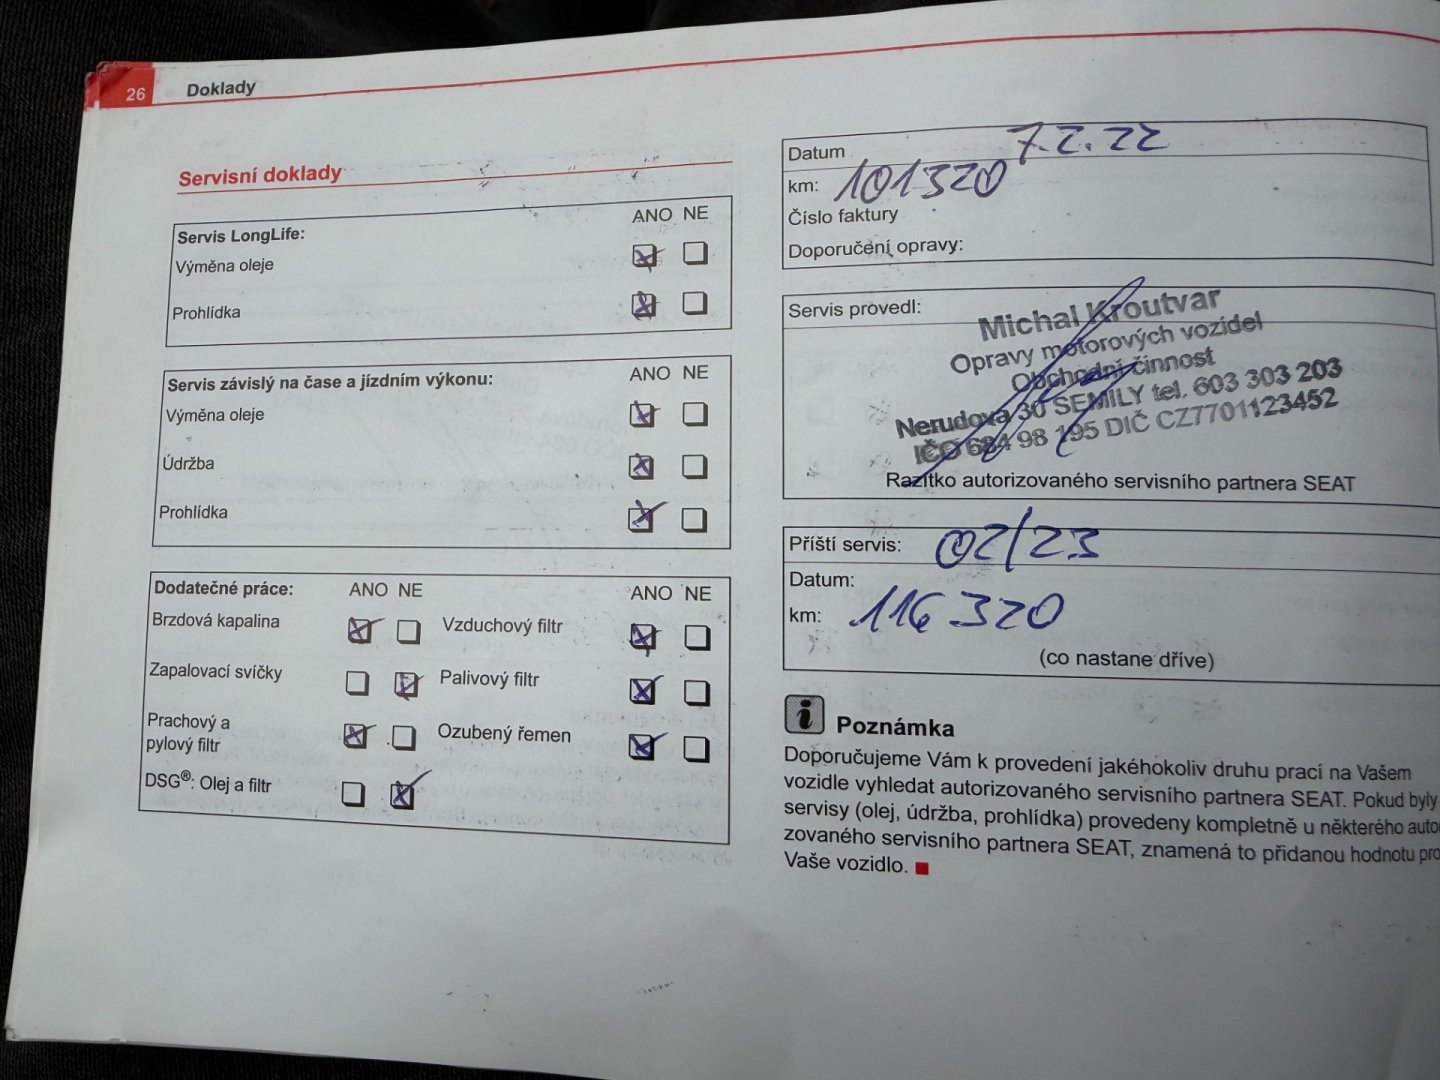 26 Doklady
Servisní doklady
ANO NE
Servis LongLife:
Výměna oleje
Prohlídka
ANO NE
Servis závislý na čase a jízdním výkonu:
Výměna oleje
Údržba
Prohlídka
Dodatečné práce: ANO NE ANO NE
Brzdová kapalina Vzduchový filtr
Zapalovací svíčky Palivový filtr
Prachový a
pylový filtr Ozubený řemen
DSG®: Olej a filtr
Datum 7.2.22
km: 101320
Číslo faktury
Doporučení opravy:
Servis provedl:
Michal Kroutvar
Opravy motorových vozidel
Obchodní činnost
Nerudova 30 SEMILY tel. 603 303 203
IČO 684 98 195 DIČ CZ7701123452
Razítko autorizovaného servisního partnera SEAT
Příští servis: 02/23
Datum:
km: 116320
(co nastane dříve)
i Poznámka
Doporučujeme Vám k provedení jakéhokoliv druhu prací na Vašem
vozidle vyhledat autorizovaného servisního partnera SEAT. Pokud byly
servisy (olej, údržba, prohlídka) provedeny kompletně u některého auto
zovaného servisního partnera SEAT, znamená to přidanou hodnotu pro
Vaše vozidlo.